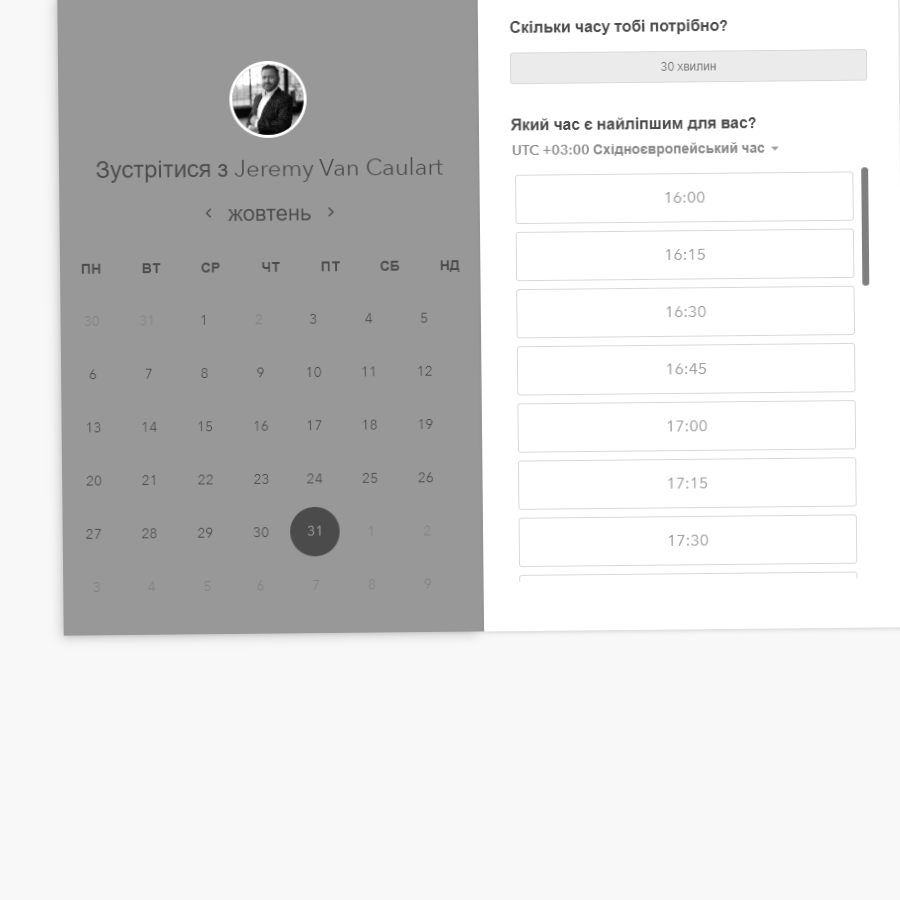 Зустрітися з Jeremy Van Caulart
жовтень
ПН ВТ СР ЧТ ПТ СБ НД
30 31 1 2 3 4 5
6 7 8 9 10 11 12
13 14 15 16 17 18 19
20 21 22 23 24 25 26
27 28 29 30 31 1 2
3 4 5 6 7 8 9
Скільки часу тобі потрібно?
30 хвилин
Який час є найліпшим для вас?
UTC +03:00 Східноєвропейський час
16:00
16:15
16:30
16:45
17:00
17:15
17:30